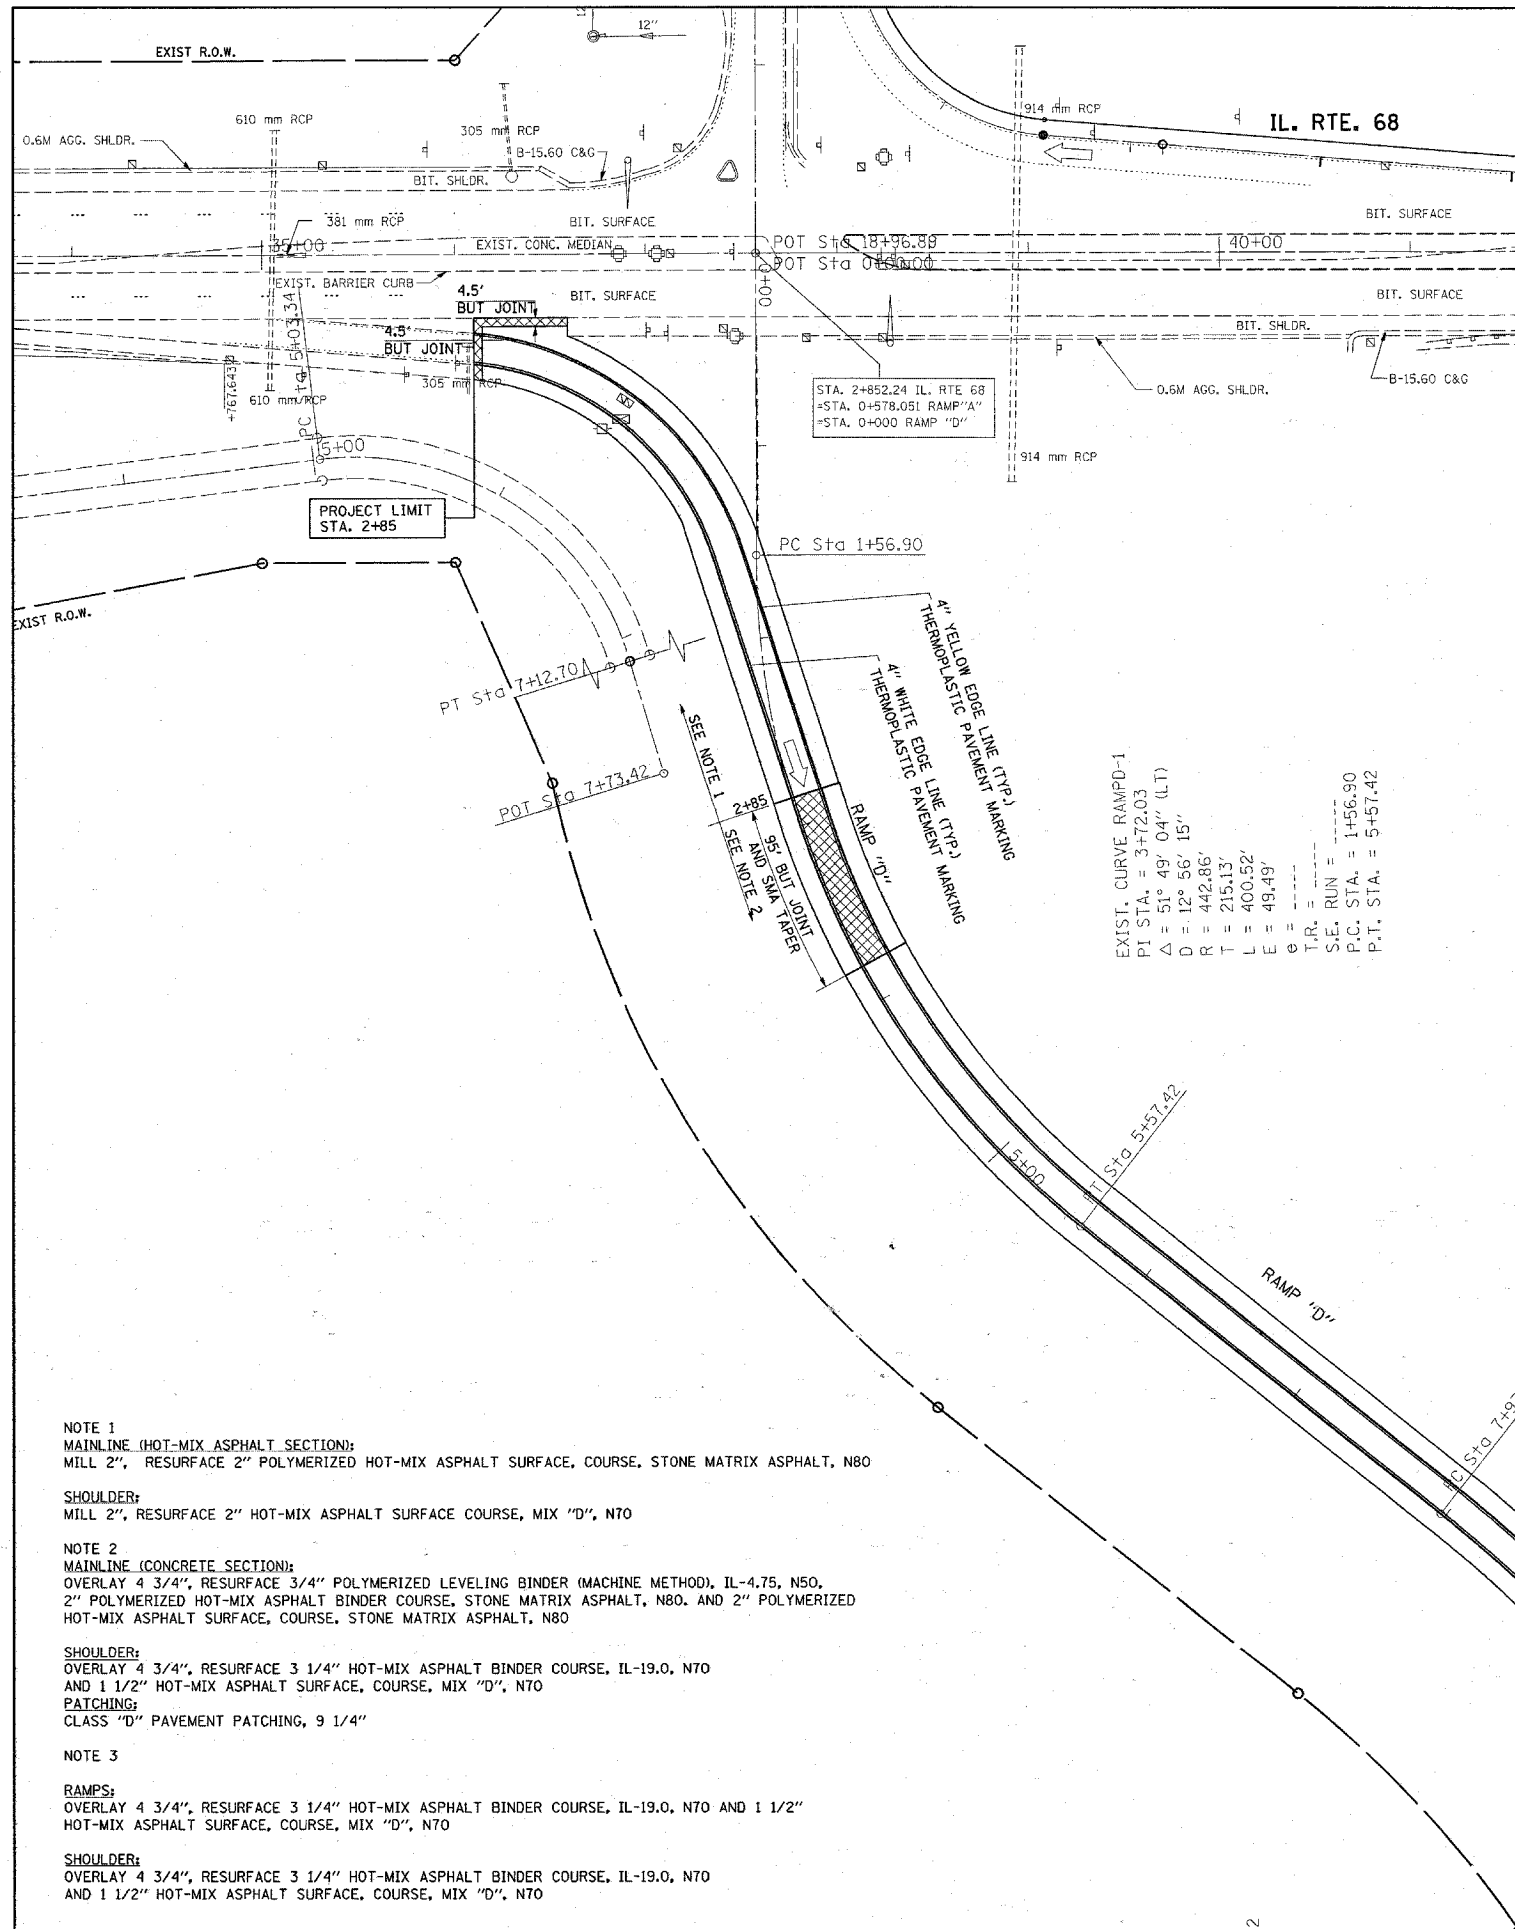 12"
EXIST R.O.W.
610 mm RCP
305 mm RCP
914 mm RCP
IL. RTE. 68
0.6M AGG. SHLDR.
B-15.60 C&G
BIT. SHLDR.
381 mm RCP
BIT. SURFACE
BIT. SURFACE
35+00
EXIST. CONC. MEDIAN
POT Sta 18+96.88
40+00
POT Sta 0+00.00
EXIST. BARRIER CURB
4.5'
BUT JOINT
BIT. SURFACE
00+0
BIT. SURFACE
4.5'
BUT JOINT
BIT. SHLDR.
PC Sta 5+03.34
+767.643
305 mm RCP
610 mm RCP
B-15.60 C&G
0.6M AGG. SHLDR.
STA. 2+852.24 IL. RTE 68
=STA. 0+578.051 RAMP"A"
=STA. 0+000 RAMP "D"
5+00
914 mm RCP
PROJECT LIMIT
STA. 2+85
PC Sta 1+56.90
EXIST R.O.W.
4" YELLOW EDGE LINE (TYP.)
THERMOPLASTIC PAVEMENT MARKING
4" WHITE EDGE LINE (TYP.)
THERMOPLASTIC PAVEMENT MARKING
PT Sta 7+12.70
POT Sta 7+73.42
SEE NOTE 1
2+85
SEE NOTE 2
95' BUT JOINT
AND SMA TAPER
RAMP "D"
EXIST. CURVE RAMPD-1
PI STA. = 3+72.03
Δ = 51° 49' 04" (LT)
D = 12° 56' 15"
R = 442.86'
T = 215.13'
L = 400.52'
E = 49.49'
e = -----
T.R. = -----
S.E. RUN = -----
P.C. STA. = 1+56.90
P.T. STA. = 5+57.42
5+00
PT Sta 5+57.42
RAMP "D"
NOTE 1
MAINLINE (HOT-MIX ASPHALT SECTION):
MILL 2", RESURFACE 2" POLYMERIZED HOT-MIX ASPHALT SURFACE, COURSE, STONE MATRIX ASPHALT, N80
SHOULDER:
MILL 2", RESURFACE 2" HOT-MIX ASPHALT SURFACE COURSE, MIX "D", N70
NOTE 2
MAINLINE (CONCRETE SECTION):
OVERLAY 4 3/4", RESURFACE 3/4" POLYMERIZED LEVELING BINDER (MACHINE METHOD), IL-4.75, N50,
2" POLYMERIZED HOT-MIX ASPHALT BINDER COURSE, STONE MATRIX ASPHALT, N80, AND 2" POLYMERIZED
HOT-MIX ASPHALT SURFACE, COURSE, STONE MATRIX ASPHALT, N80
SHOULDER:
OVERLAY 4 3/4", RESURFACE 3 1/4" HOT-MIX ASPHALT BINDER COURSE, IL-19.0, N70
AND 1 1/2" HOT-MIX ASPHALT SURFACE, COURSE, MIX "D", N70
PATCHING:
CLASS "D" PAVEMENT PATCHING, 9 1/4"
NOTE 3
RAMPS:
OVERLAY 4 3/4", RESURFACE 3 1/4" HOT-MIX ASPHALT BINDER COURSE, IL-19.0, N70 AND 1 1/2"
HOT-MIX ASPHALT SURFACE, COURSE, MIX "D", N70
SHOULDER:
OVERLAY 4 3/4", RESURFACE 3 1/4" HOT-MIX ASPHALT BINDER COURSE, IL-19.0, N70
AND 1 1/2" HOT-MIX ASPHALT SURFACE, COURSE, MIX "D", N70